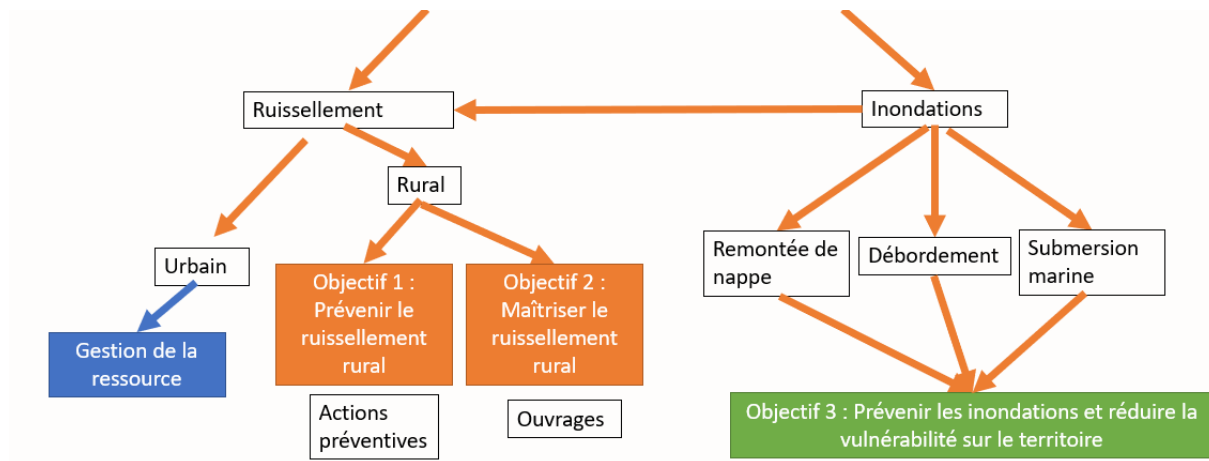 Ruissellement
Inondations
Rural
Urbain
Remontée de
nappe
Débordement
Submersion
marine
Objectif 1 :
Prévenir le
ruissellement
rural
Objectif 2 :
Maîtriser le
ruissellement
rural
Gestion de la
ressource
Actions
préventives
Ouvrages
Objectif 3 : Prévenir les inondations et réduire la
vulnérabilité sur le territoire